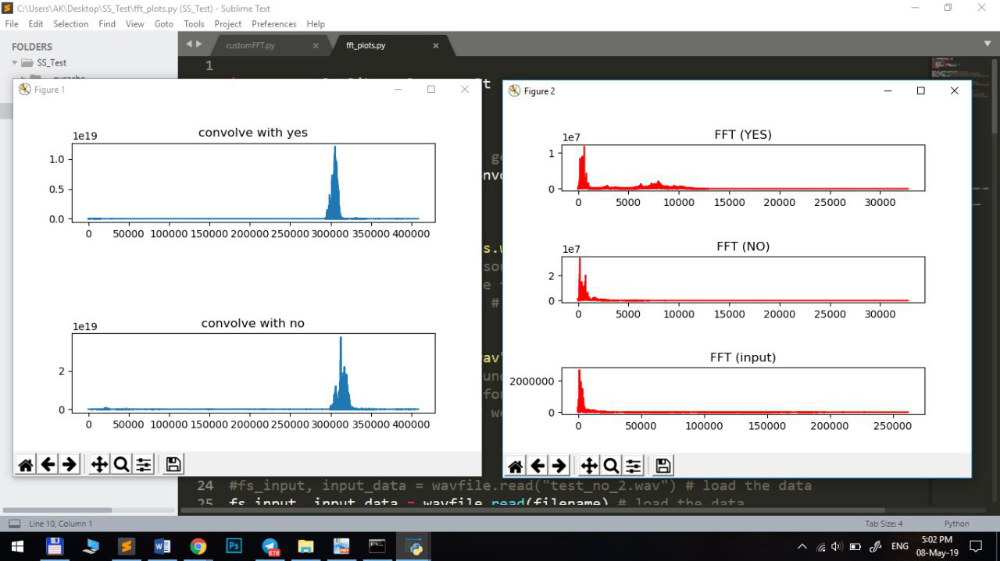 C:\Users\AK\Desktop\SS_Test\fft_plots.py (SS_Test) - Sublime Text
File Edit Selection Find View Goto Tools Project Preferences Help
FOLDERS
SS_Test
customFFT.py
fft_plots.py
1
Figure 1
convolve with yes
1e19
1.0
0.5
0.0
0 50000 100000 150000 200000 250000 300000 350000 400000
convolve with no
1e19
2
0
0 50000 100000 150000 200000 250000 300000 350000 400000
Figure 2
FFT (YES)
1e7
1
0
0 5000 10000 15000 20000 25000 30000
FFT (NO)
1e7
2
0
0 5000 10000 15000 20000 25000 30000
FFT (input)
2000000
0
0 50000 100000 150000 200000 250000
24 #fs_input, input_data = wavfile.read("test_no_2.wav") # load the data
25 fs_input, input_data = wavfile.read(filename) # load the data
Line 10, Column 1
Tab Size: 4
Python
Ps
278
ENG
5:02 PM
08-May-19